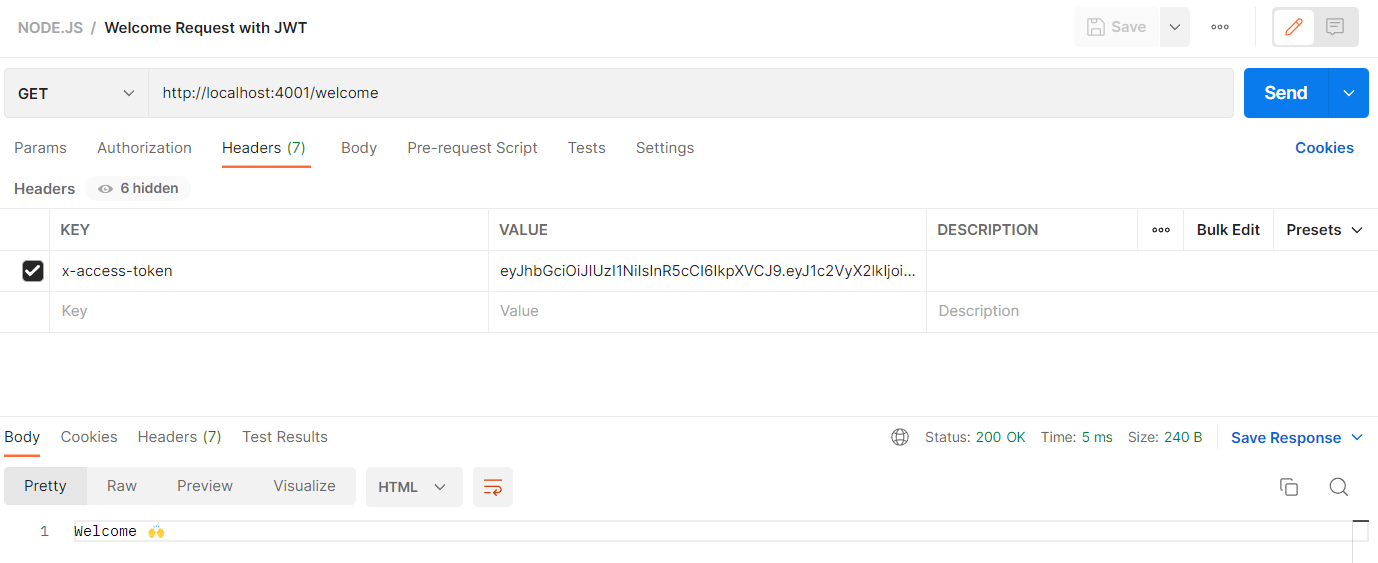 NODE.JS / Welcome Request with JWT
Save
GET http://localhost:4001/welcome Send
Params Authorization Headers (7) Body Pre-request Script Tests Settings Cookies
Headers 6 hidden
KEY VALUE DESCRIPTION Bulk Edit Presets
x-access-token eyJhbGciOiJIUzI1NiIsInR5cCI6IkpXVCJ9.eyJ1c2VyX2lkIjoi...
Key Value Description
Body Cookies Headers (7) Test Results Status: 200 OK Time: 5 ms Size: 240 B Save Response
Pretty Raw Preview Visualize HTML
1 Welcome 🙌